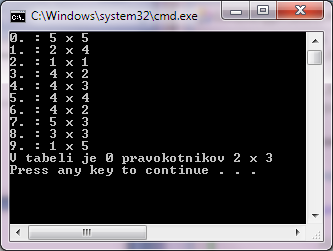 C:\Windows\system32\cmd.exe
0. : 5 x 5
1. : 2 x 4
2. : 1 x 1
3. : 4 x 2
4. : 4 x 3
5. : 4 x 4
6. : 4 x 2
7. : 5 x 3
8. : 3 x 3
9. : 1 x 5
V tabeli je 0 pravokotnikov 2 x 3
Press any key to continue . . .